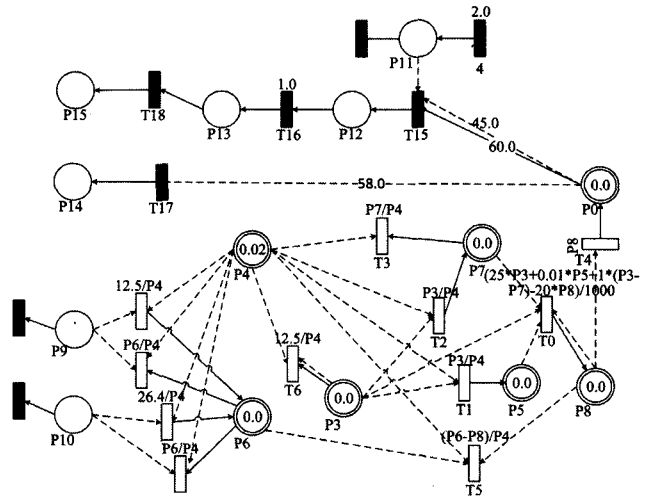 2.0
P11
4
1.0
P15
T18
P13
T16
P12
T15
45.0
60.0
P14
T17
58.0
0.0
P0
P8
T4
P7/P4
0.02
P4
T3
0.0
P7
(25*P3+0.01*P5+1*(P3-
P7)-20*P8)/1000
12.5/P4
P3/P4
T2
T0
P9
P6/P4
12.5/P4
T6
P3/P4
T1
0.0
P3
0.0
P5
0.0
P8
26.4/P4
0.0
P6
P10
P6/P4
(P6-P8)/P4
T5